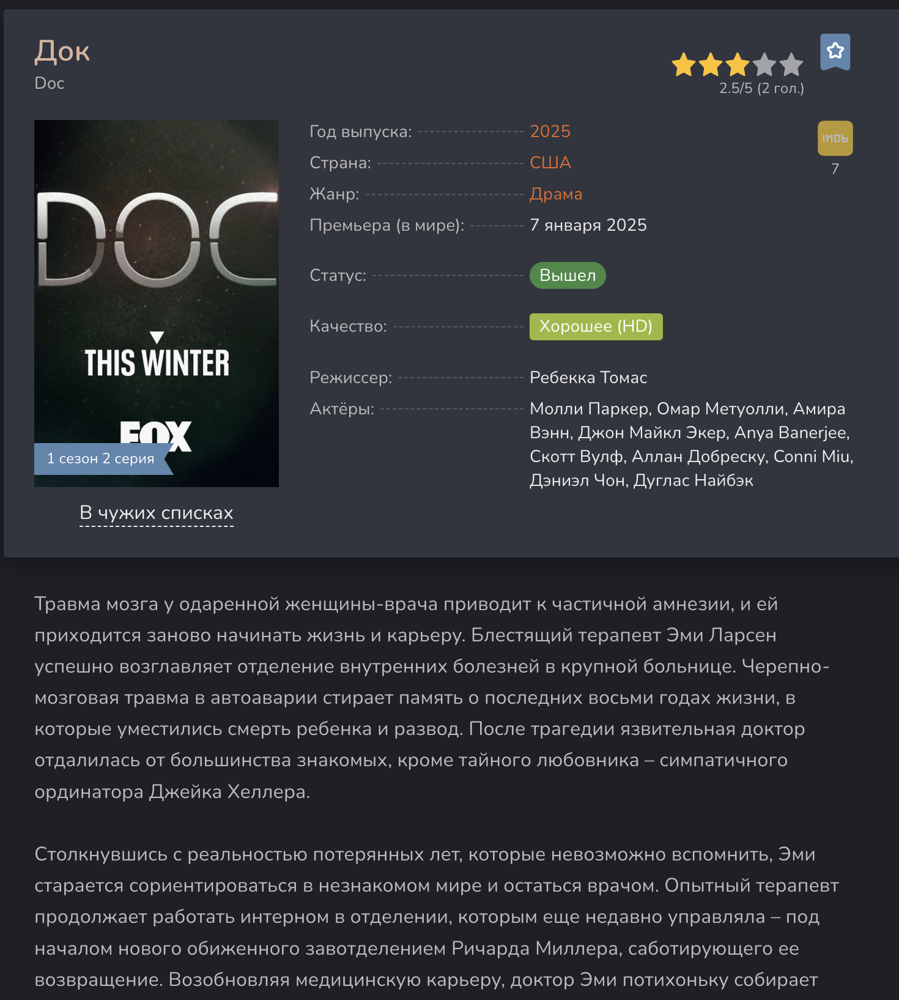 Док
Doc
2.5/5 (2 гол.)
DOC
THIS WINTER
FOX
1 сезон 2 серия
В чужих списках
Год выпуска: 2025
Страна: США
Жанр: Драма
Премьера (в мире): 7 января 2025
Статус: Вышел
Качество: Хорошее (HD)
Режиссер: Ребекка Томас
Актёры: Молли Паркер, Омар Метуолли, Амира
Вэнн, Джон Майкл Экер, Anya Banerjee,
Скотт Вулф, Аллан Добреску, Conni Miu,
Дэниэл Чон, Дуглас Найбэк
IMDb
7
Травма мозга у одаренной женщины-врача приводит к частичной амнезии, и ей
приходится заново начинать жизнь и карьеру. Блестящий терапевт Эми Ларсен
успешно возглавляет отделение внутренних болезней в крупной больнице. Черепно-
мозговая травма в автоаварии стирает память о последних восьми годах жизни, в
которые уместились смерть ребенка и развод. После трагедии язвительная доктор
отдалилась от большинства знакомых, кроме тайного любовника – симпатичного
ординатора Джейка Хеллера.
Столкнувшись с реальностью потерянных лет, которые невозможно вспомнить, Эми
старается сориентироваться в незнакомом мире и остаться врачом. Опытный терапевт
продолжает работать интерном в отделении, которым еще недавно управляла – под
началом нового обиженного завотделением Ричарда Миллера, саботирующего ее
возвращение. Возобновляя медицинскую карьеру, доктор Эми потихоньку собирает